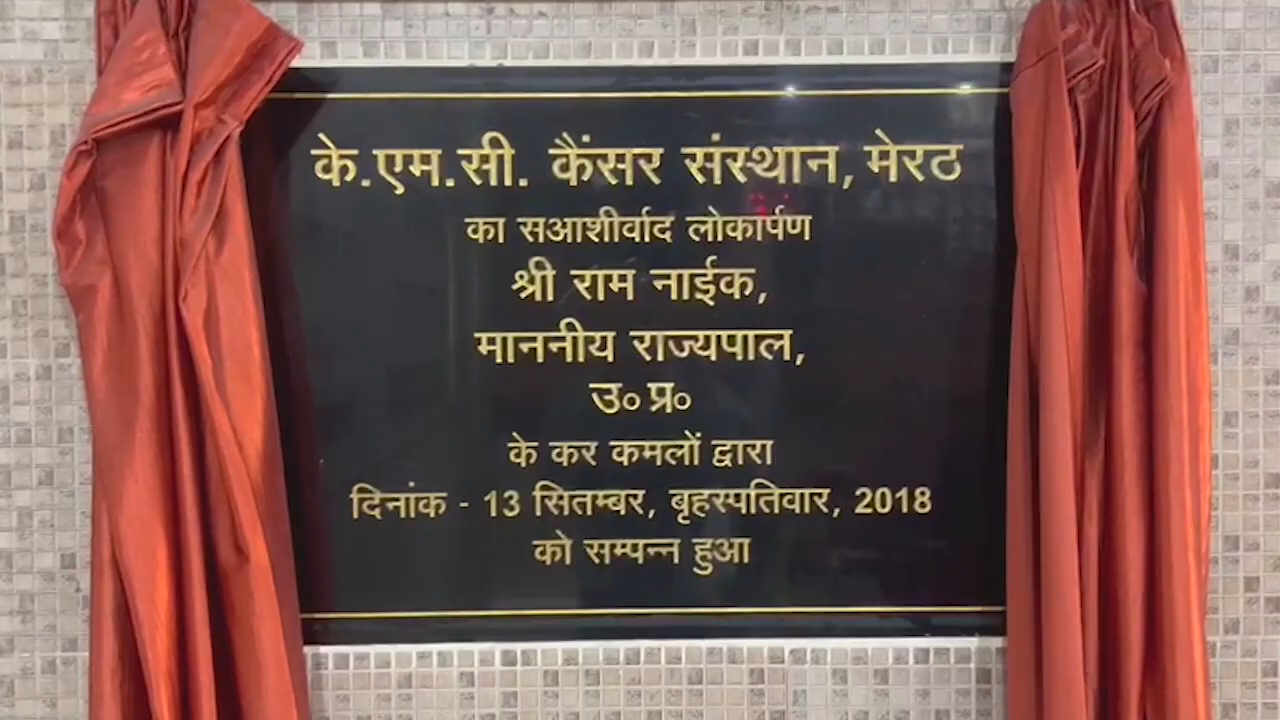 के.एम.सी. कैंसर संस्थान, मेरठ
का सआशीर्वाद लोकार्पण
श्री राम नाईक,
माननीय राज्यपाल,
उ० प्र०
के कर कमलों द्वारा
दिनांक - 13 सितम्बर, बृहस्पतिवार, 2018
को सम्पन्न हुआ